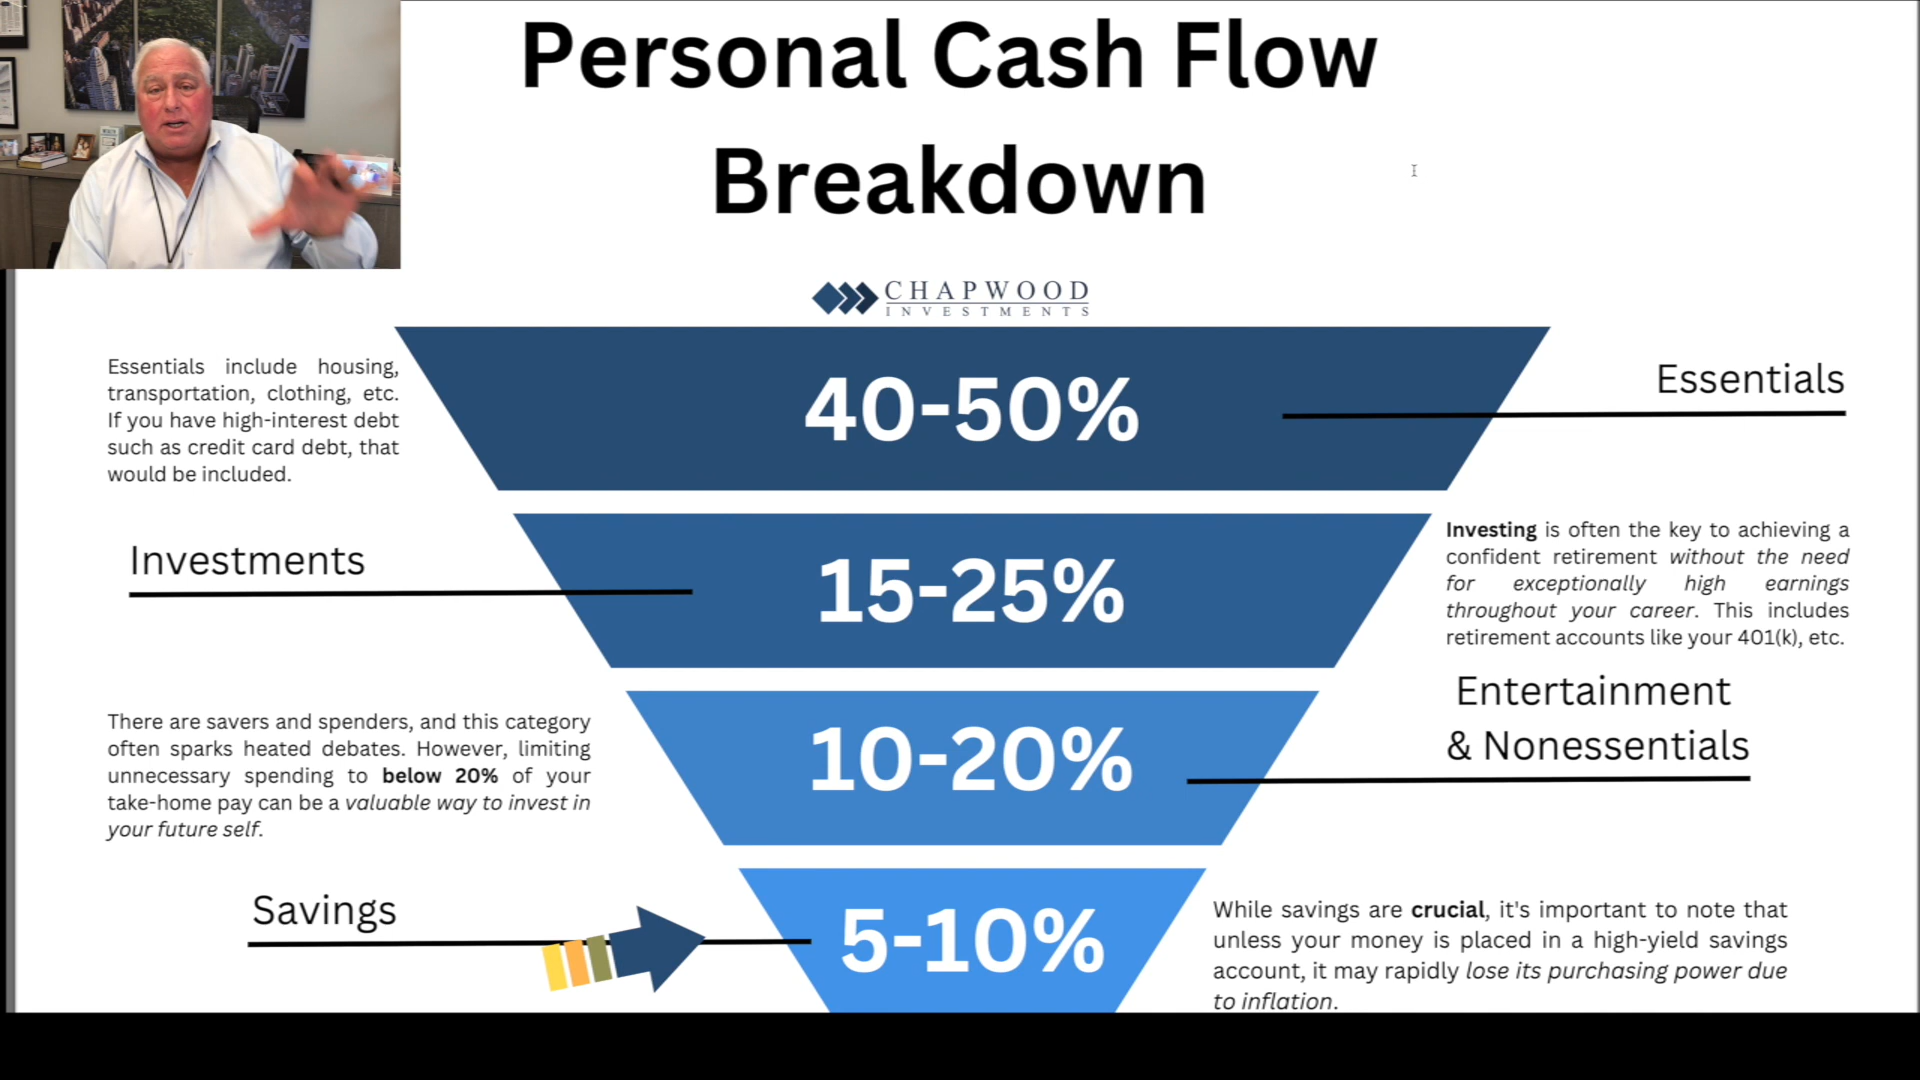 Personal Cash Flow
Breakdown
CHAPWOOD
INVESTMENTS
Essentials include housing,
transportation, clothing, etc.
If you have high-interest debt
such as credit card debt, that
would be included.
40-50%
Essentials
Investments
15-25%
Investing is often the key to achieving a
confident retirement without the need
for exceptionally high earnings
throughout your career. This includes
retirement accounts like your 401(k), etc.
There are savers and spenders, and this category
often sparks heated debates. However, limiting
unnecessary spending to below 20% of your
take-home pay can be a valuable way to invest in
your future self.
10-20%
Entertainment
& Nonessentials
Savings
5-10%
While savings are crucial, it's important to note that
unless your money is placed in a high-yield savings
account, it may rapidly lose its purchasing power due
to inflation.